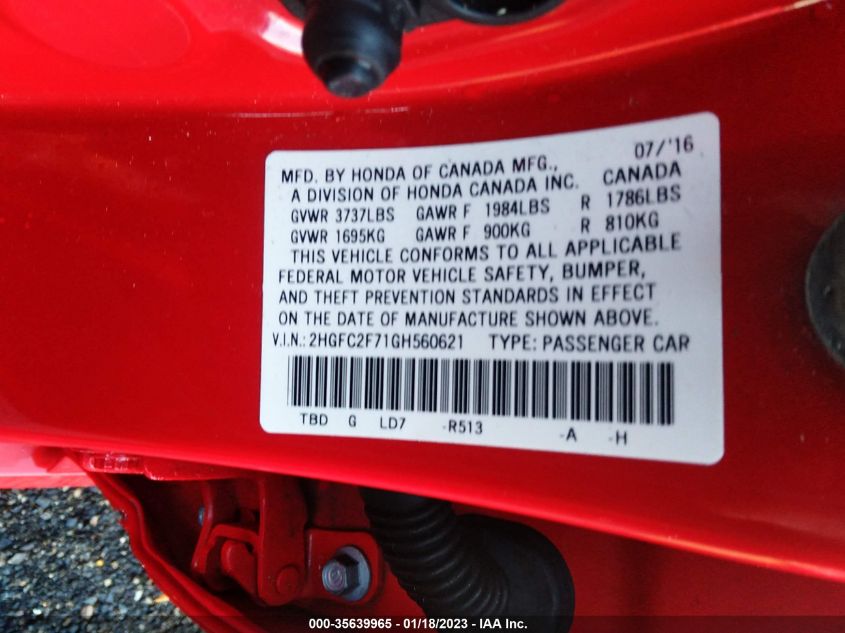 07/'16
MFD. BY HONDA OF CANADA MFG.,
A DIVISION OF HONDA CANADA INC. CANADA
GVWR 3737LBS GAWR F 1984LBS R 1786LBS
GVWR 1695KG GAWR F 900KG R 810KG
THIS VEHICLE CONFORMS TO ALL APPLICABLE
FEDERAL MOTOR VEHICLE SAFETY, BUMPER,
AND THEFT PREVENTION STANDARDS IN EFFECT
ON THE DATE OF MANUFACTURE SHOWN ABOVE.
V.I.N.: 2HGFC2F71GH560621 TYPE: PASSENGER CAR
TBD G LD7 -R513 -A -H
000-35639965 - 01/18/2023 - IAA Inc.